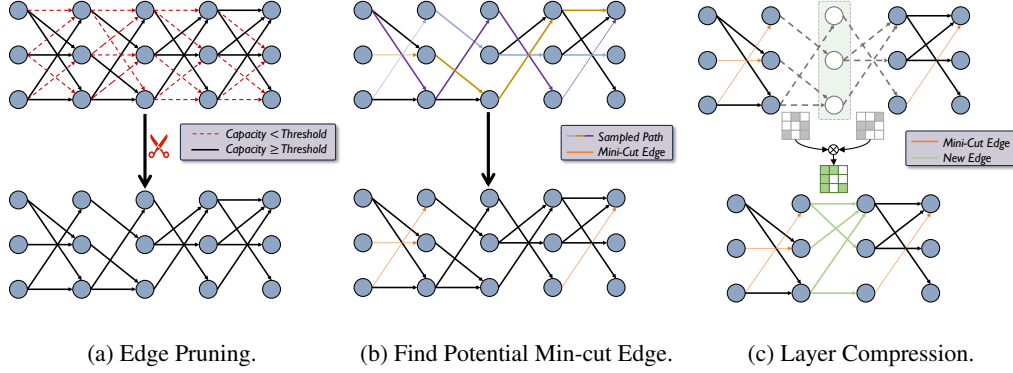 Capacity < Threshold
Capacity ≥ Threshold
Sampled Path
Mini-Cut Edge
Mini-Cut Edge
New Edge
(a) Edge Pruning.
(b) Find Potential Min-cut Edge.
(c) Layer Compression.